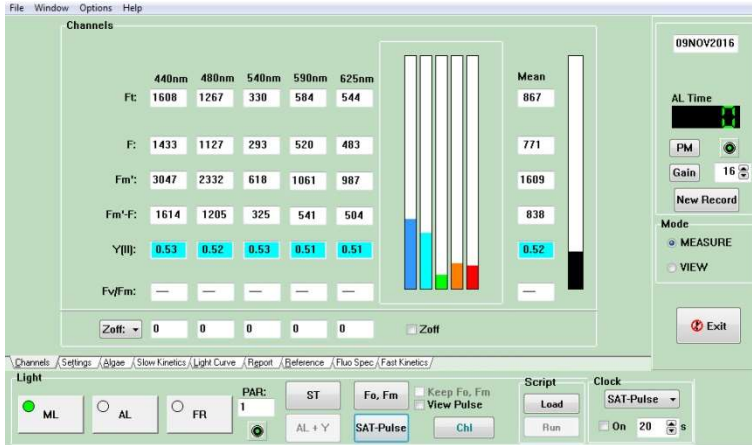 File Window Options Help
Channels
440nm 480nm 540nm 590nm 625nm Mean
Ft: 1608 1267 330 584 544 867
F: 1433 1127 293 520 483 771
Fm': 3047 2332 618 1061 987 1609
Fm'-F: 1614 1205 325 541 504 838
Y(II): 0.53 0.52 0.53 0.51 0.51 0.52
Fv/Fm: — — — — — —
Zoff: 0 0 0 0 0 Zoff
09NOV2016
AL Time
0
PM
Gain 16
New Record
Mode
MEASURE
VIEW
Exit
Channels Settings Algae Slow Kinetics Light Curve Report Reference Fluo Spec Fast Kinetics
Light
ML AL FR
PAR:
1
ST
AL + Y
Fo, Fm
SAT-Pulse
Keep Fo, Fm
View Pulse
Chl
Script
Load
Run
Clock
SAT-Pulse
On 20 s